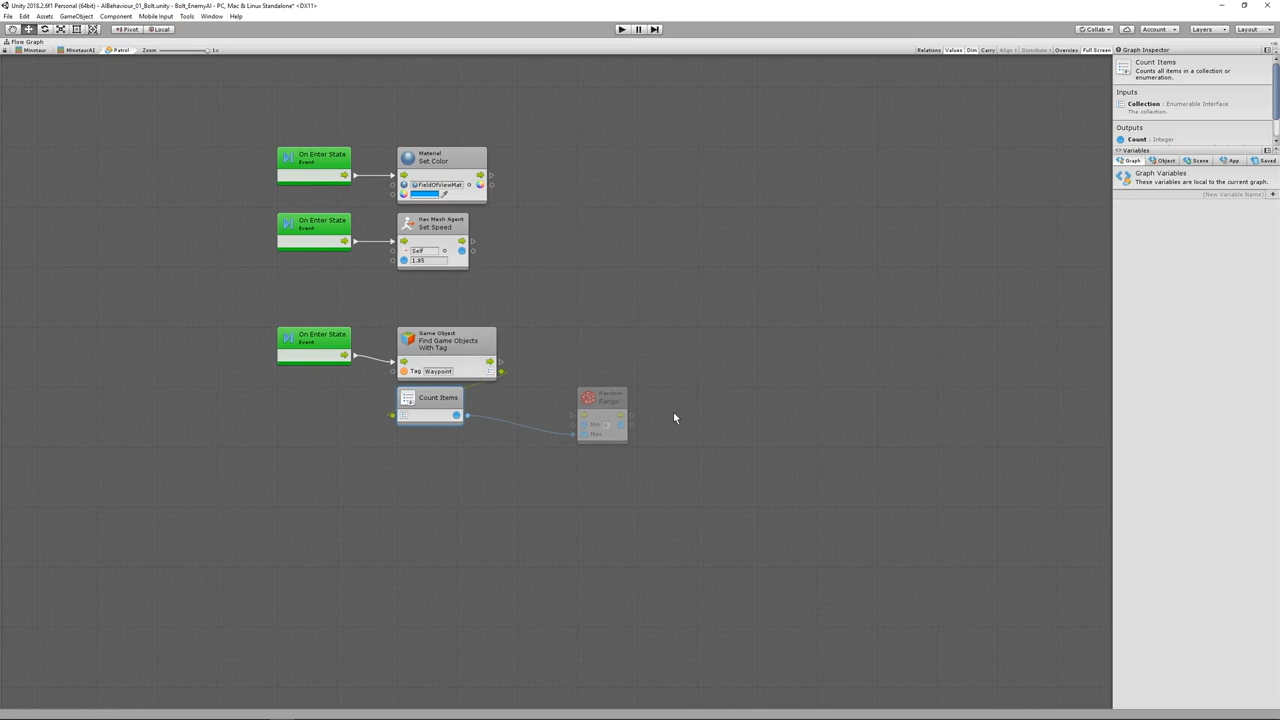 Unity 2018.2.6f1 Personal (64bit) - AIBehaviour_01_Bolt.unity - Bolt_EnemyAI - PC, Mac & Linux Standalone* <DX11>
File Edit Assets GameObject Component Mobile Input Tools Window Help
Pivot Local Collab Account Layers Layout
Flow Graph
Minotaur MinotaurAI Patrol Zoom 1x Relations Values Dim Carry Align Distribute Overview Full Screen
Graph Inspector
Count Items
Counts all items in a collection or
enumeration.
Inputs
Collection : Enumerable Interface
The collection.
Outputs
Count : Integer
Variables
Graph Object Scene App Saved
Graph Variables
These variables are local to the current graph.
(New Variable Name)
On Enter State
Event
Material
Set Color
FieldOfViewMat
On Enter State
Event
Nav Mesh Agent
Set Speed
Self
1.85
On Enter State
Event
Game Object
Find Game Objects
With Tag
Tag Waypoint
Count Items
Random
Range
Min 0
Max